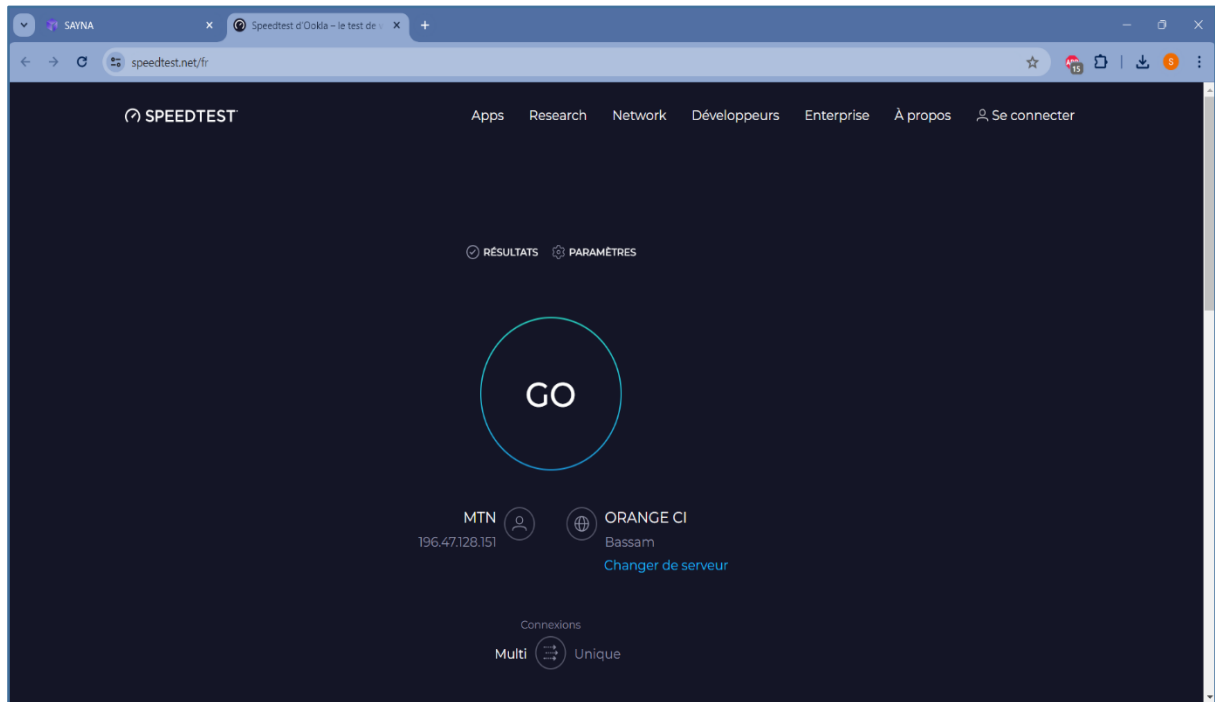 SAYNA
Speedtest d'Ookla – le test de v
speedtest.net/fr
15
S
SPEEDTEST
Apps Research Network Développeurs Enterprise À propos Se connecter
RÉSULTATS PARAMÈTRES
GO
MTN
196.47.128.151
ORANGE CI
Bassam
Changer de serveur
Connexions
Multi Unique